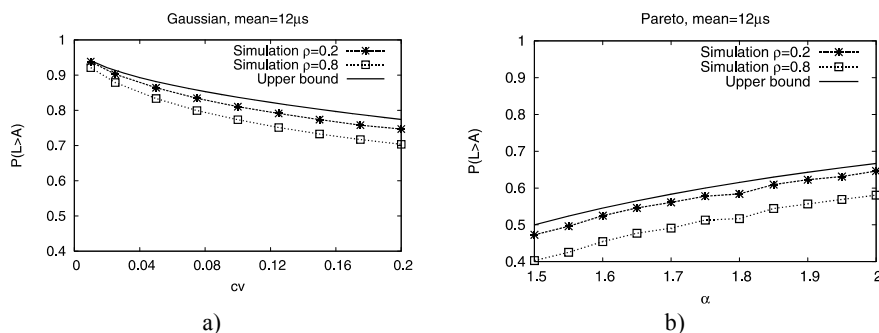 Gaussian, mean=12μs
Simulation ρ=0.2
Simulation ρ=0.8
Upper bound
P(L>A)
1
0.9
0.8
0.7
0.6
0.5
0.4
0 0.04 0.08 0.12 0.16 0.2
cv
a)
Pareto, mean=12μs
Simulation ρ=0.2
Simulation ρ=0.8
Upper bound
P(L>A)
1
0.9
0.8
0.7
0.6
0.5
0.4
1.5 1.6 1.7 1.8 1.9 2
α
b)